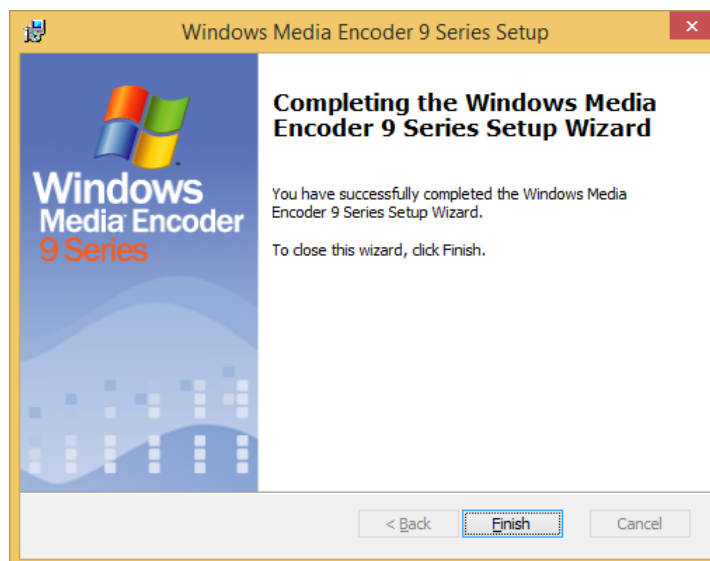 Windows Media Encoder 9 Series Setup
Windows
Media Encoder
9 Series
Completing the Windows Media
Encoder 9 Series Setup Wizard
You have successfully completed the Windows Media
Encoder 9 Series Setup Wizard.
To close this wizard, click Finish.
< Back Finish Cancel